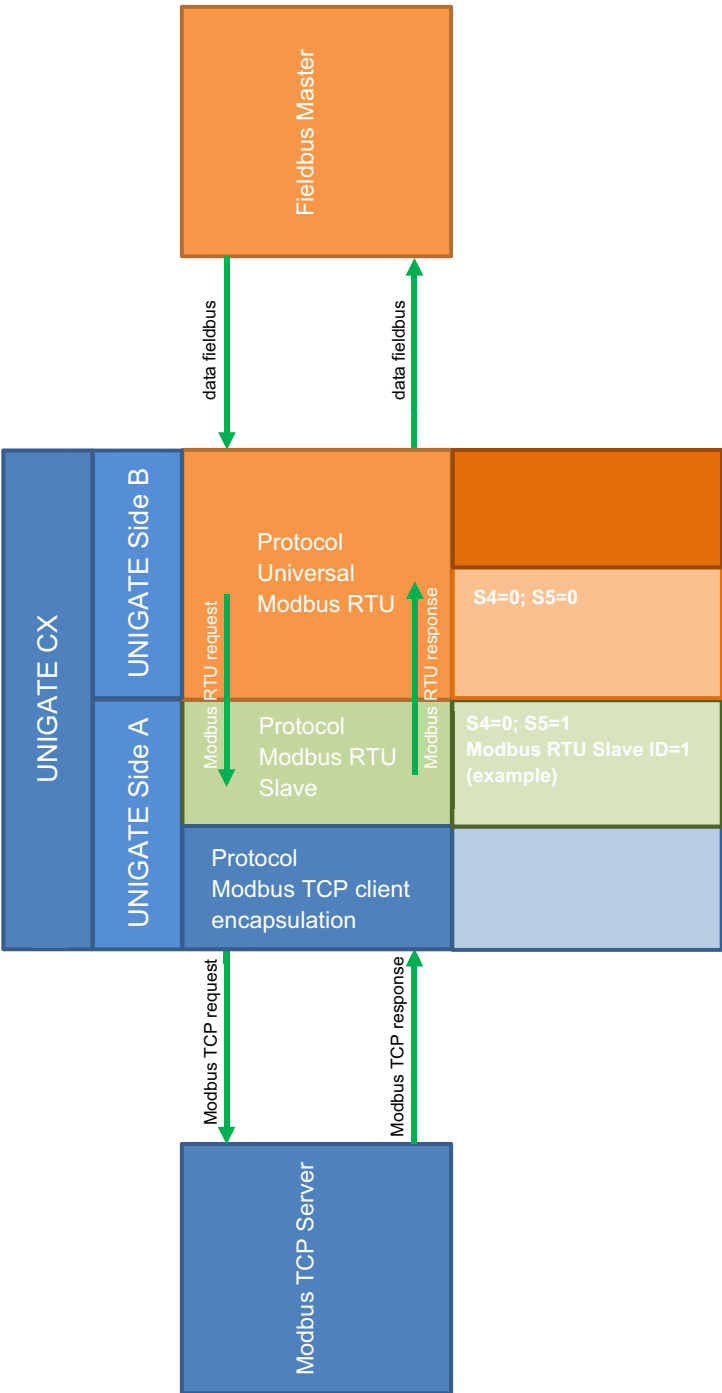 Fieldbus Master
data fieldbus
data fieldbus
UNIGATE CX
UNIGATE Side B
Protocol
Universal
Modbus RTU
S4=0; S5=0
Modbus RTU request
Modbus RTU response
UNIGATE Side A
Protocol
Modbus RTU
Slave
S4=0; S5=1
Modbus RTU Slave ID=1
(example)
Protocol
Modbus TCP client
encapsulation
Modbus TCP request
Modbus TCP response
Modbus TCP Server